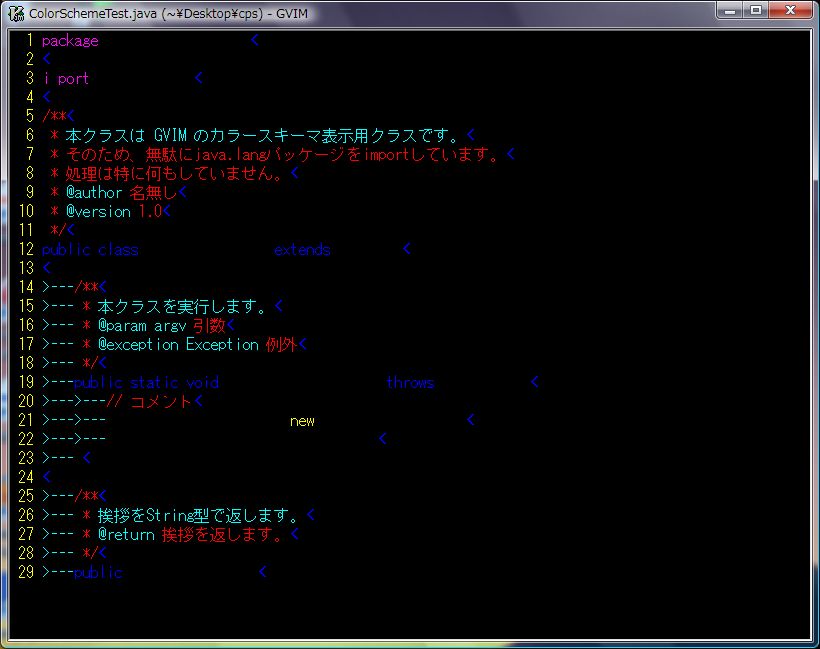 ColorSchemeTest.java (~¥Desktop¥cps) - GVIM
1 package <
2 <
3 i port <
4 <
5 /**<
6 * 本クラスは GVIM のカラースキーマ表示用クラスです。<
7 * そのため、無駄にjava.langパッケージをimportしています。<
8 * 処理は特に何もしていません。<
9 * @author 名無し<
10 * @version 1.0<
11 */<
12 public class extends <
13 <
14 >---/**<
15 >--- * 本クラスを実行します。<
16 >--- * @param argv 引数<
17 >--- * @exception Exception 例外<
18 >--- */<
19 >---public static void throws <
20 >--->---// コメント<
21 >--->--- new <
22 >--->--- <
23 >--- <
24 <
25 >---/**<
26 >--- * 挨拶をString型で返します。<
27 >--- * @return 挨拶を返します。<
28 >--- */<
29 >---public <